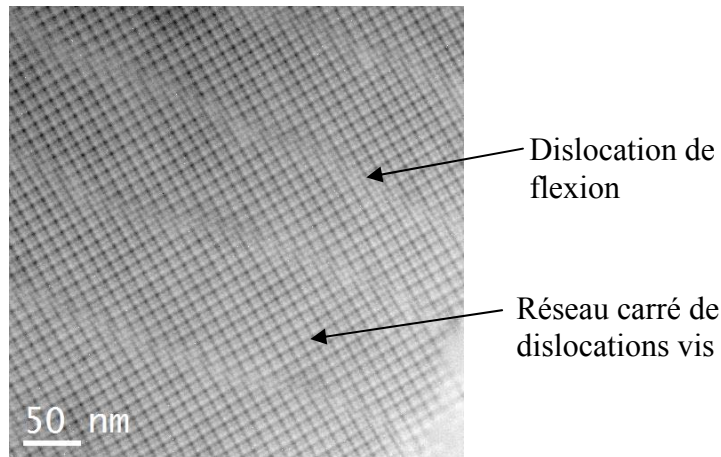 Dislocation de
flexion
Réseau carré de
dislocations vis
50 nm